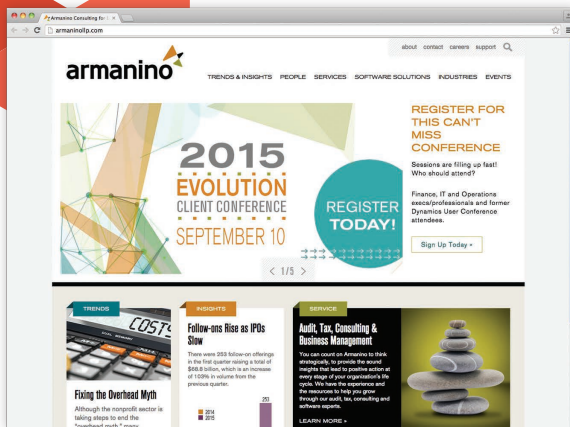 Armanino Consulting for
armaninollp.com
about contact careers support
armanino
TRENDS & INSIGHTS PEOPLE SERVICES SOFTWARE SOLUTIONS INDUSTRIES EVENTS
2015
EVOLUTION
CLIENT CONFERENCE
SEPTEMBER 10
REGISTER
TODAY!
< 1/5 >
REGISTER FOR
THIS CAN'T
MISS
CONFERENCE
Sessions are filling up fast!
Who should attend?
Finance, IT and Operations
execs/professionals and former
Dynamics User Conference
attendees.
Sign Up Today »
TRENDS
COSTS
Fixing the Overhead Myth
Although the nonprofit sector is
taking steps to end the
"overhead myth," many
INSIGHTS
Follow-ons Rise as IPOs
Slow
There were 253 follow-on offerings
in the first quarter raising a total of
$68.8 billion, which is an increase
of 103% in volume from the
previous quarter.
2014
2015
253
SERVICE
Audit, Tax, Consulting &
Business Management
You can count on Armanino to think
strategically, to provide the sound
insights that lead to positive action at
every stage of your organization's life
cycle. We have the experience and
the resources to help you grow
through our audit, tax, consulting and
software experts.
LEARN MORE »